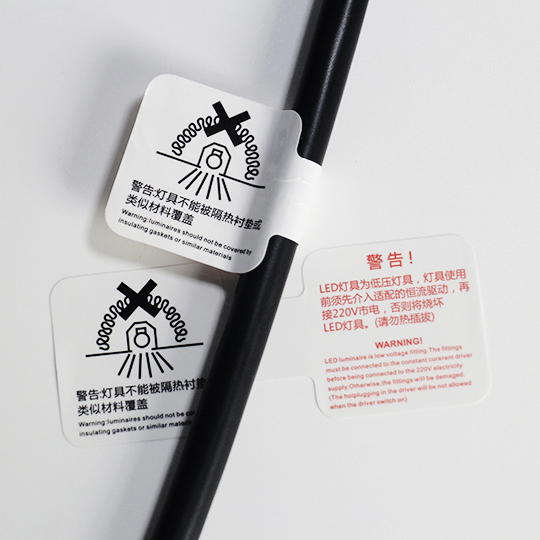 警告:灯具不能被隔热衬垫或
类似材料覆盖
Warning:luminaires should not be covered by
insulating gaskets or similar materials
警告:灯具不能被隔热衬垫
类似材料覆盖
Warning:luminaires should not be co
insulating gaskets or similar materials
警告!
LED灯具为低压灯具，灯具使用
前须先介入适配的恒流驱动，再
接220V市电，否则将烧坏
LED灯具。(请勿热插拔)
WARNING!
LED luminaire is low voltage fitting.The fittings
must be connected to the constant curerent driver
before being connected to the 220V electricity
supply.Otherwise,the fittings will be damaged.
(The hotplugging in the driver will not be allowed
when the driver switch on)